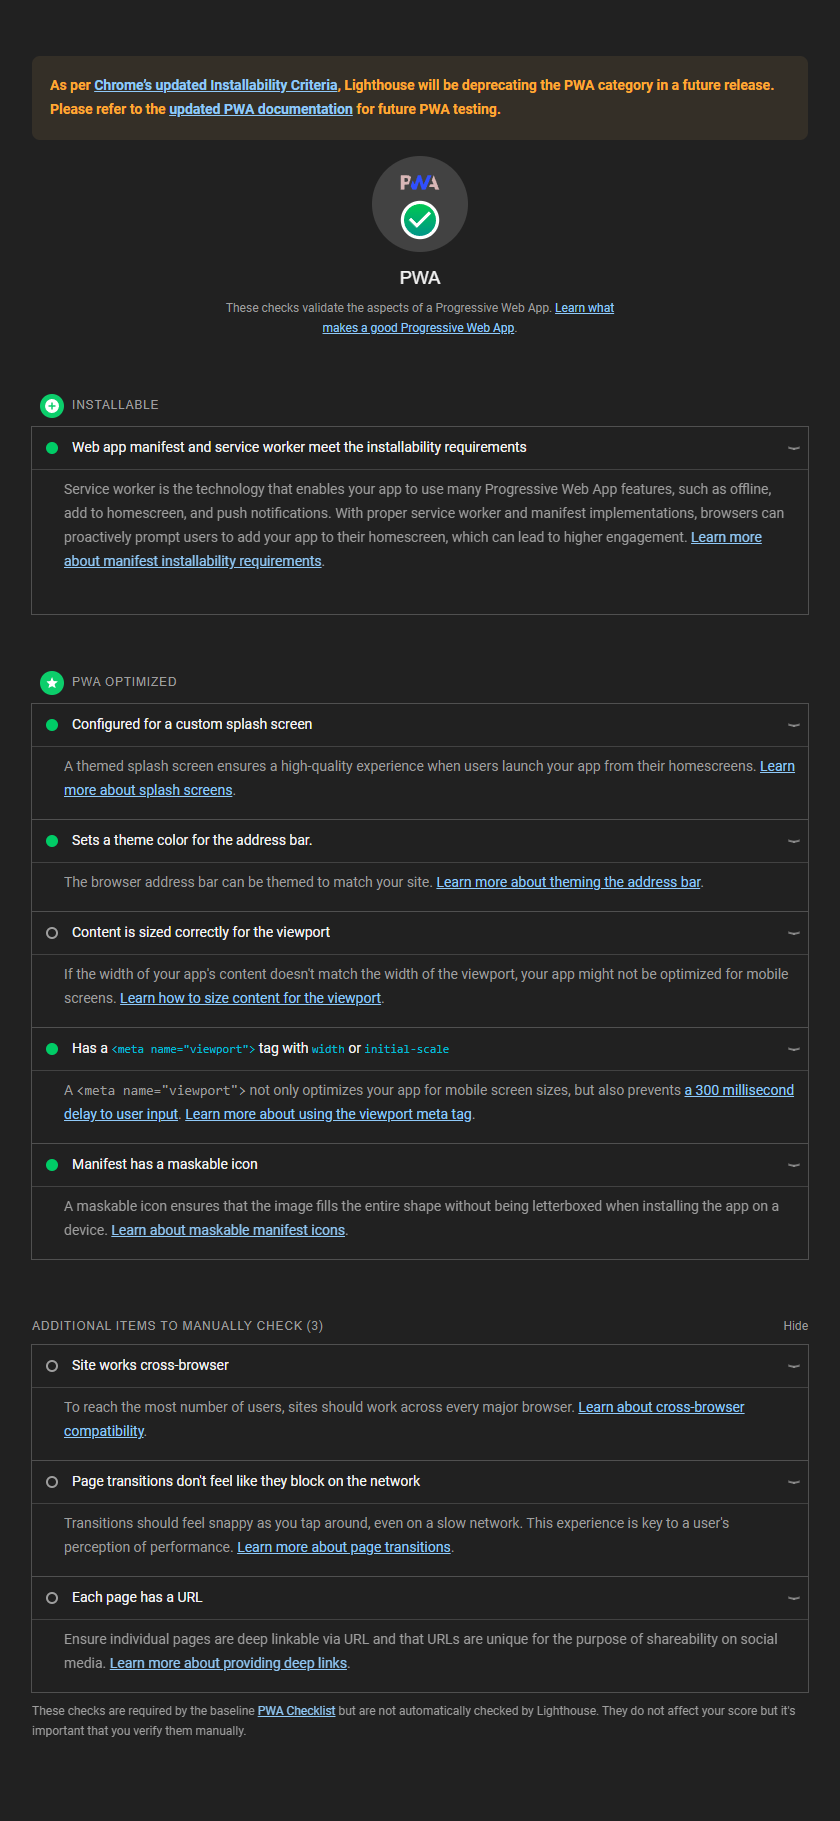 As per Chrome's updated Installability Criteria, Lighthouse will be deprecating the PWA category in a future release.
Please refer to the updated PWA documentation for future PWA testing.
PWA
PWA
These checks validate the aspects of a Progressive Web App. Learn what
makes a good Progressive Web App.
INSTALLABLE
Web app manifest and service worker meet the installability requirements
Service worker is the technology that enables your app to use many Progressive Web App features, such as offline,
add to homescreen, and push notifications. With proper service worker and manifest implementations, browsers can
proactively prompt users to add your app to their homescreen, which can lead to higher engagement. Learn more
about manifest installability requirements.
PWA OPTIMIZED
Configured for a custom splash screen
A themed splash screen ensures a high-quality experience when users launch your app from their homescreens. Learn
more about splash screens.
Sets a theme color for the address bar.
The browser address bar can be themed to match your site. Learn more about theming the address bar.
Content is sized correctly for the viewport
If the width of your app's content doesn't match the width of the viewport, your app might not be optimized for mobile
screens. Learn how to size content for the viewport.
Has a <meta name="viewport"> tag with width or initial-scale
A <meta name="viewport"> not only optimizes your app for mobile screen sizes, but also prevents a 300 millisecond
delay to user input. Learn more about using the viewport meta tag.
Manifest has a maskable icon
A maskable icon ensures that the image fills the entire shape without being letterboxed when installing the app on a
device. Learn about maskable manifest icons.
ADDITIONAL ITEMS TO MANUALLY CHECK (3) Hide
Site works cross-browser
To reach the most number of users, sites should work across every major browser. Learn about cross-browser
compatibility.
Page transitions don't feel like they block on the network
Transitions should feel snappy as you tap around, even on a slow network. This experience is key to a user's
perception of performance. Learn more about page transitions.
Each page has a URL
Ensure individual pages are deep linkable via URL and that URLs are unique for the purpose of shareability on social
media. Learn more about providing deep links.
These checks are required by the baseline PWA Checklist but are not automatically checked by Lighthouse. They do not affect your score but it's
important that you verify them manually.